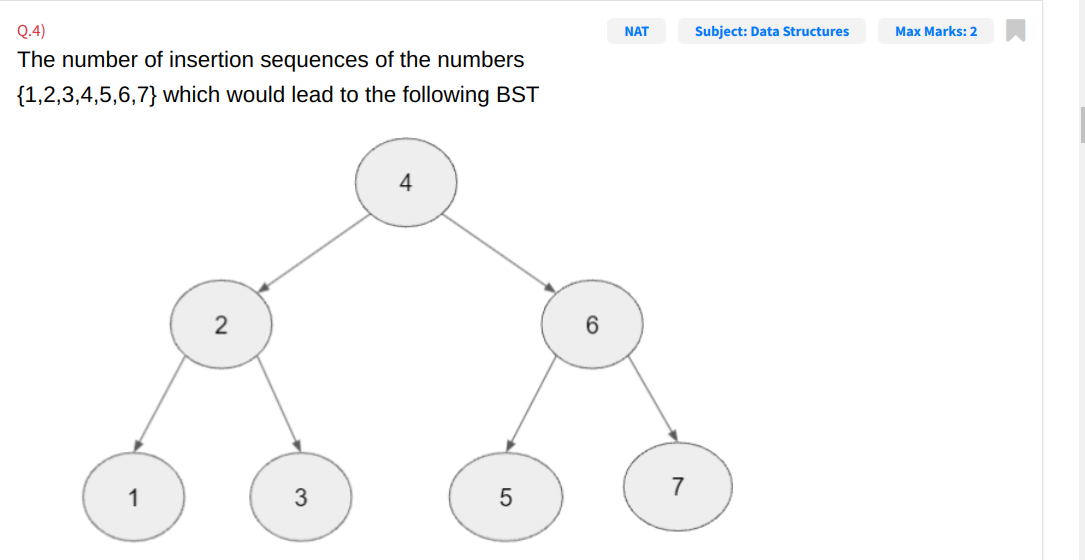 Q.4)
NAT
Subject: Data Structures
Max Marks: 2
The number of insertion sequences of the numbers
{1,2,3,4,5,6,7} which would lead to the following BST
4
2
6
1
3
5
7